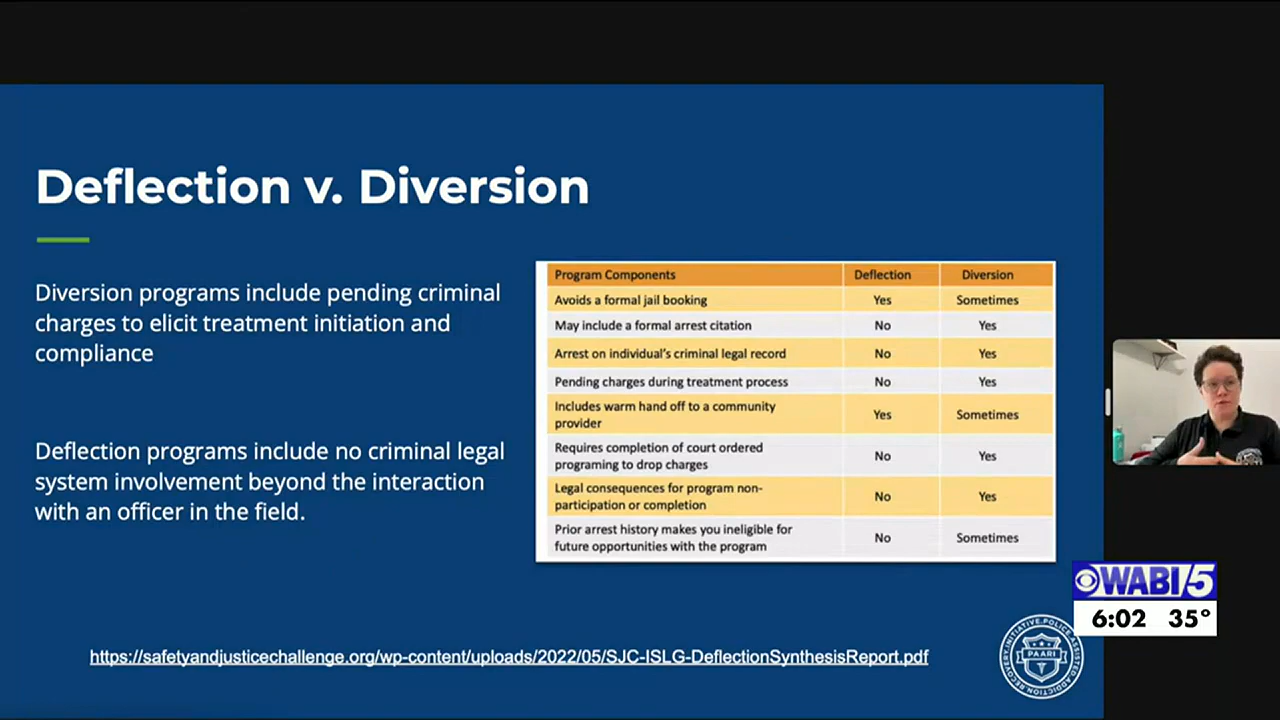 Deflection v. Diversion
Diversion programs include pending criminal
charges to elicit treatment initiation and
compliance
Deflection programs include no criminal legal
system involvement beyond the interaction
with an officer in the field.
Program Components Deflection Diversion
Avoids a formal jail booking Yes Sometimes
May include a formal arrest citation No Yes
Arrest on individual's criminal legal record No Yes
Pending charges during treatment process No Yes
Includes warm hand off to a community
provider Yes Sometimes
Requires completion of court ordered
programing to drop charges No Yes
Legal consequences for program non-
participation or completion No Yes
Prior arrest history makes you ineligible for
future opportunities with the program No Sometimes
https://safetyandjusticechallenge.org/wp-content/uploads/2022/05/SJC-ISLG-DeflectionSynthesisReport.pdf
POLICE ASSISTED ADDICTION RECOVERY INITIATIVE
PAARI
WABI 5
6:02 35°